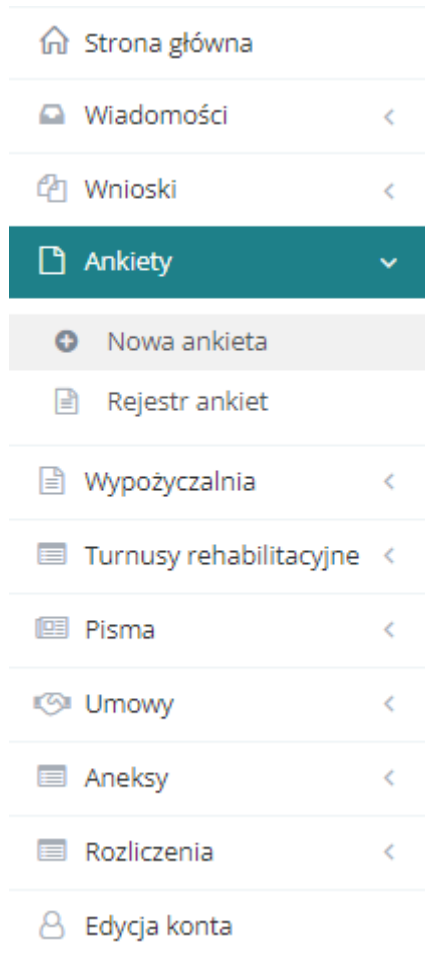 Strona główna
Wiadomości
Wnioski
Ankiety
Nowa ankieta
Rejestr ankiet
Wypożyczalnia
Turnusy rehabilitacyjne
Pisma
Umowy
Aneksy
Rozliczenia
Edycja konta